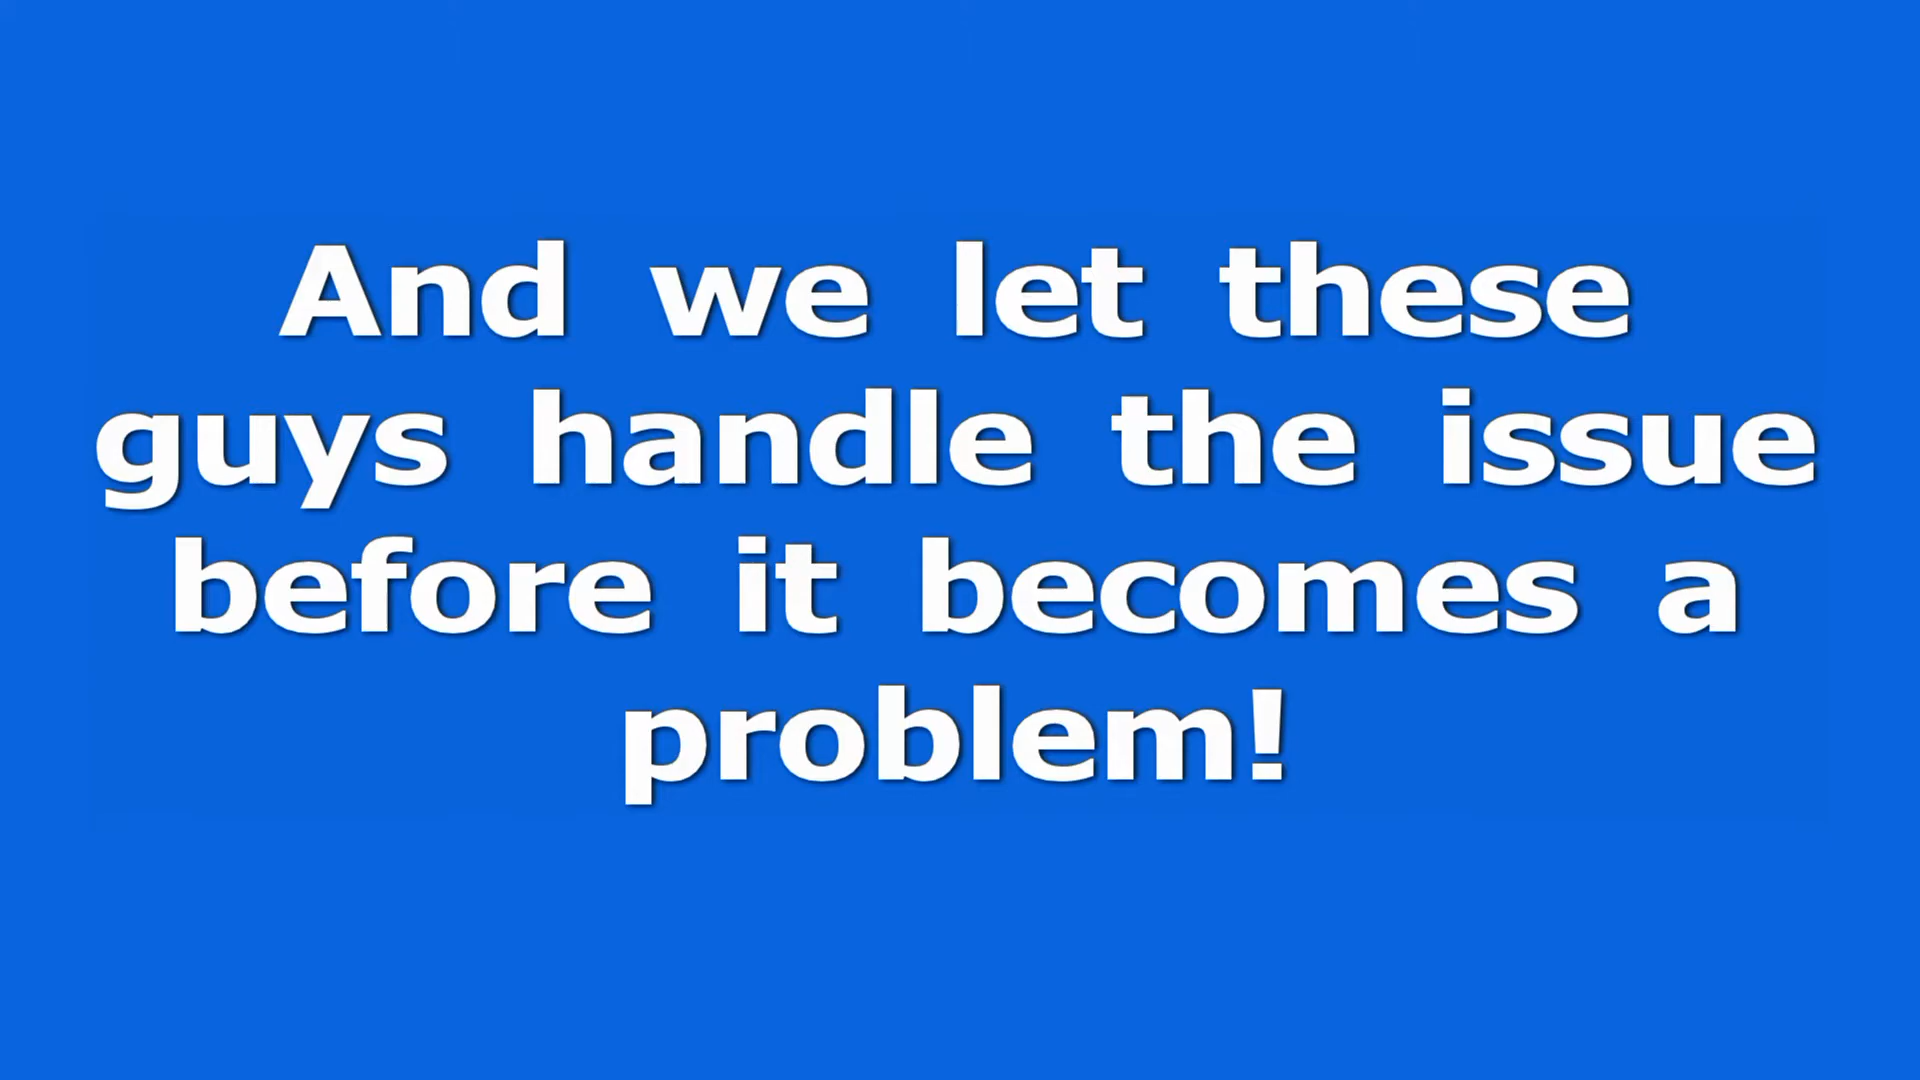 And we let these
guys handle the issue
before it becomes a
problem!